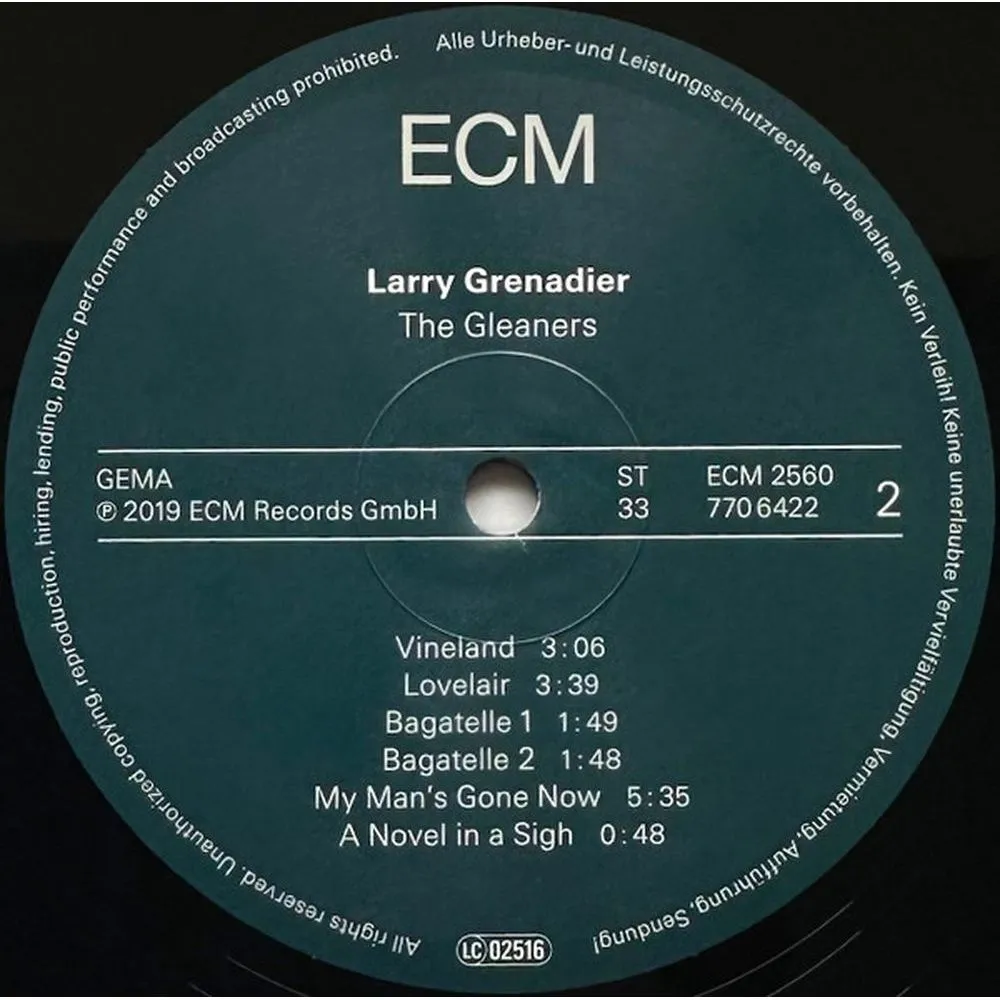 Alle Urheber- und Leistungsschutzrechte vorbehalten. Kein Verleih! Keine unerlaubte Vervielfältigung, Vermietung, Aufführung, Sendung!
ECM
Larry Grenadier
The Gleaners
GEMA ST ECM 2560
℗ 2019 ECM Records GmbH 33 770 6422 2
Vineland 3:06
Lovelair 3:39
Bagatelle 1 1:49
Bagatelle 2 1:48
My Man's Gone Now 5:35
A Novel in a Sigh 0:48
LC 02516
All rights reserved. Unauthorized copying, reproduction, hiring, lending, public performance and broadcasting prohibited.